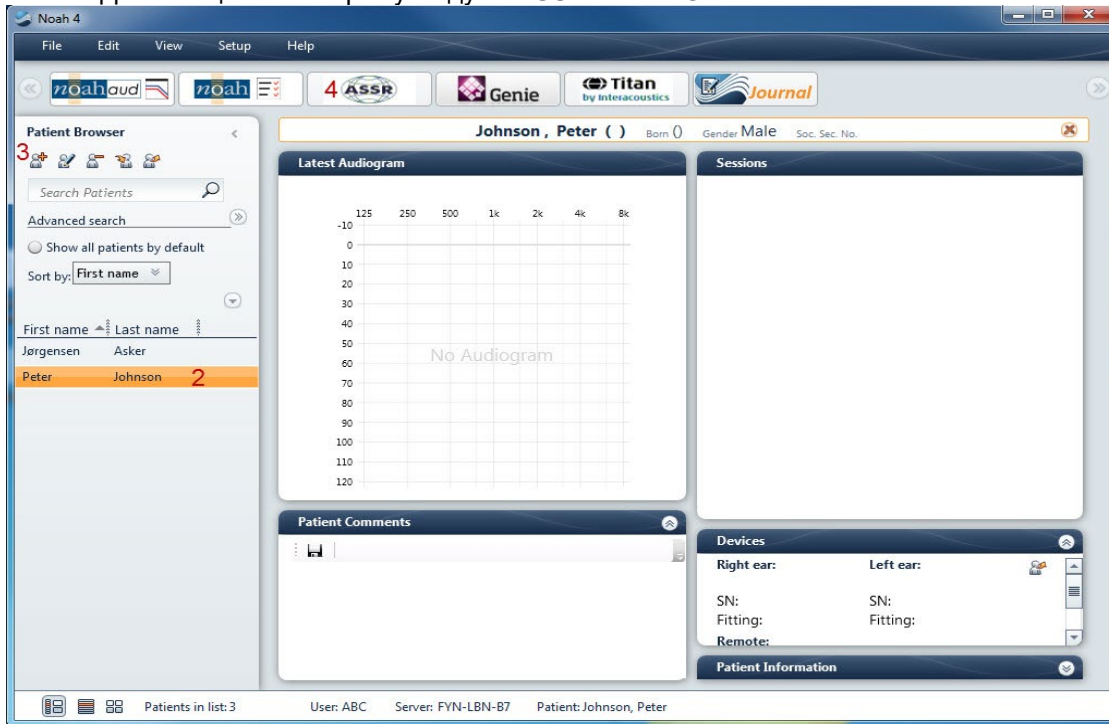 Noah 4
File Edit View Setup Help
noahaud noah 4 ASSR Genie Titan by Interacoustics Journal
Patient Browser
Johnson , Peter ( ) Born () Gender Male Soc. Sec. No.
3
Search Patients
Advanced search
Show all patients by default
Sort by: First name
First name Last name
Jørgensen Asker
Peter Johnson 2
Latest Audiogram
125 250 500 1k 2k 4k 8k
-10
0
10
20
30
40
50
60
70
80
90
100
110
120
No Audiogram
Sessions
Patient Comments
Devices
Right ear: Left ear:
SN: SN:
Fitting: Fitting:
Remote:
Patient Information
Patients in list: 3 User: ABC Server: FYN-LBN-B7 Patient: Johnson, Peter